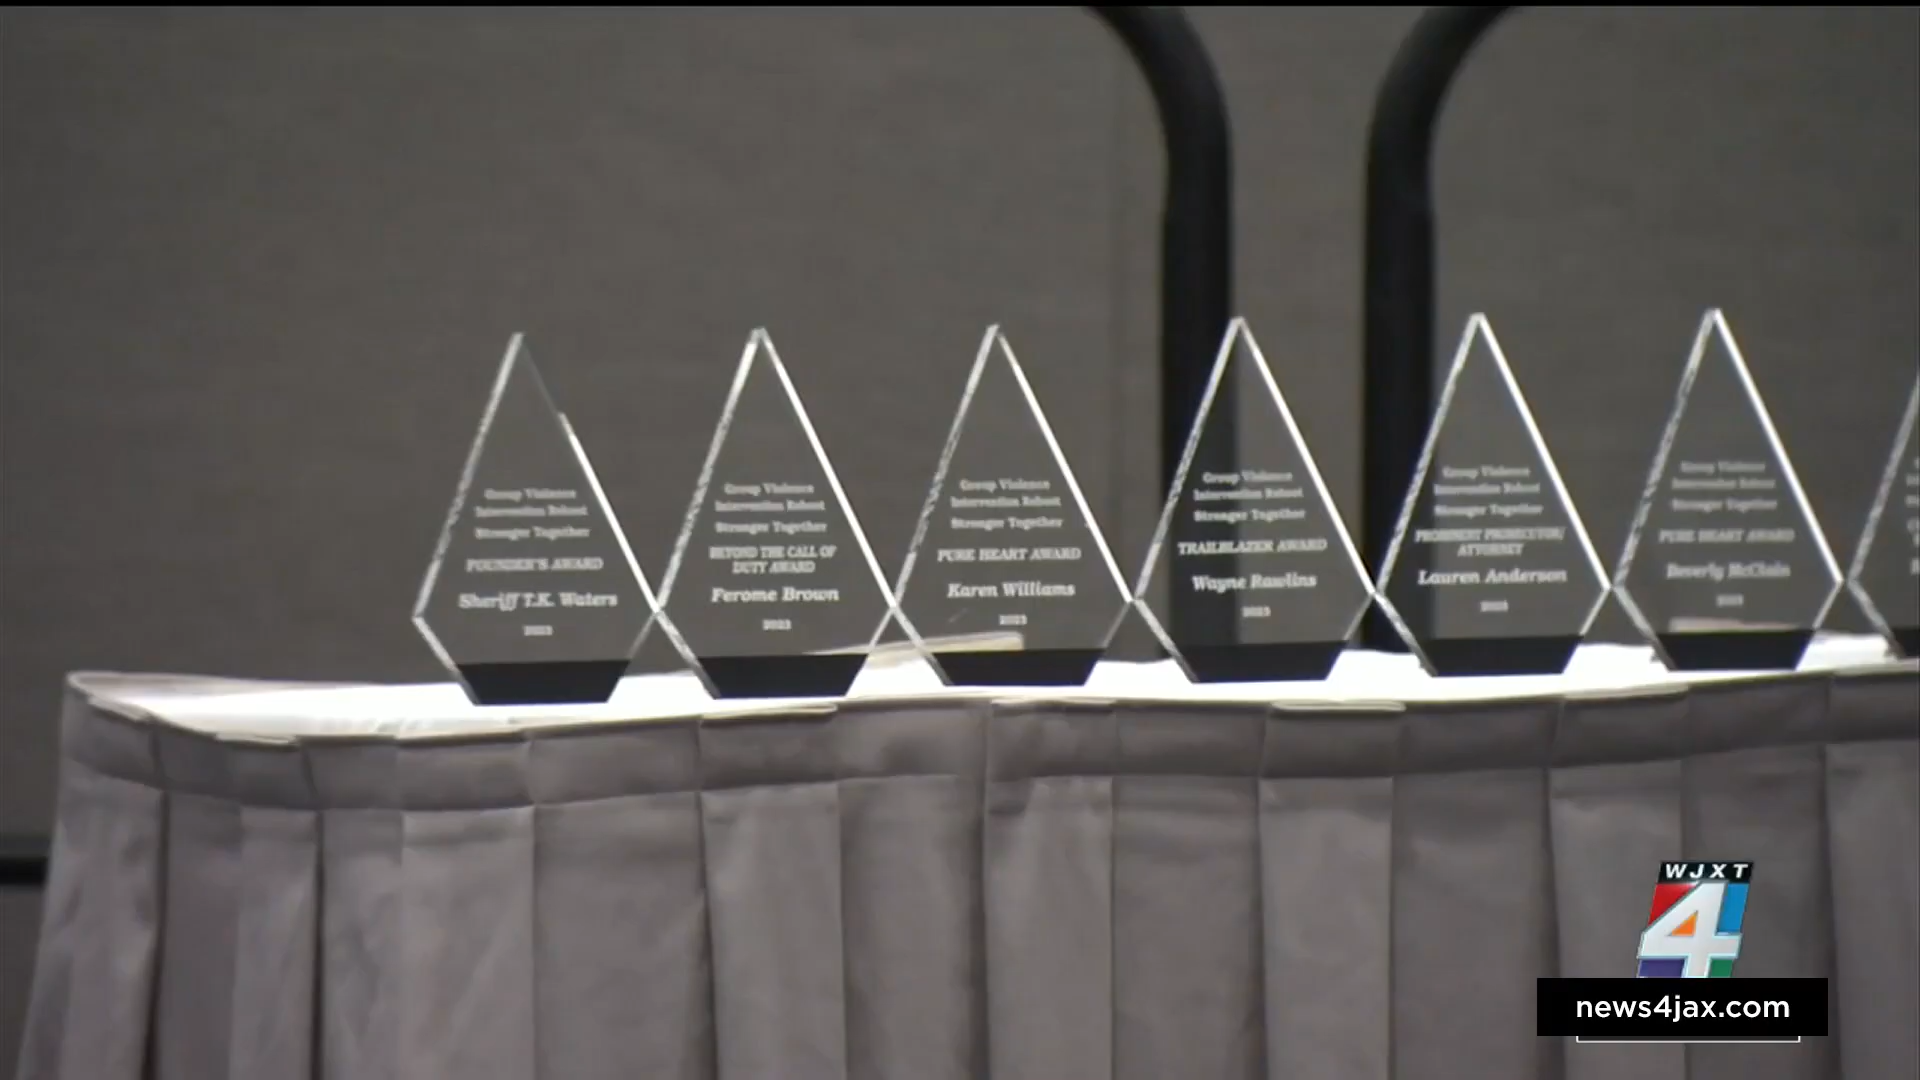 Group Violence
Intervention Reboot
Stronger Together
FOUNDER'S AWARD
Sheriff T.K. Waters
2023
Group Violence
Intervention Reboot
Stronger Together
BEYOND THE CALL OF
DUTY AWARD
Ferome Brown
2023
Group Violence
Intervention Reboot
Stronger Together
PURE HEART AWARD
Karen Williams
2023
Group Violence
Intervention Reboot
Stronger Together
TRAILBLAZER AWARD
Wayne Rawlins
2023
Group Violence
Intervention Reboot
Stronger Together
PROMINENT PROSECUTOR/
ATTORNEY
Lauren Anderson
2023
Group Violence
Intervention Reboot
Stronger Together
PURE HEART AWARD
Beverly McClain
2023
WJXT
4
news4jax.com